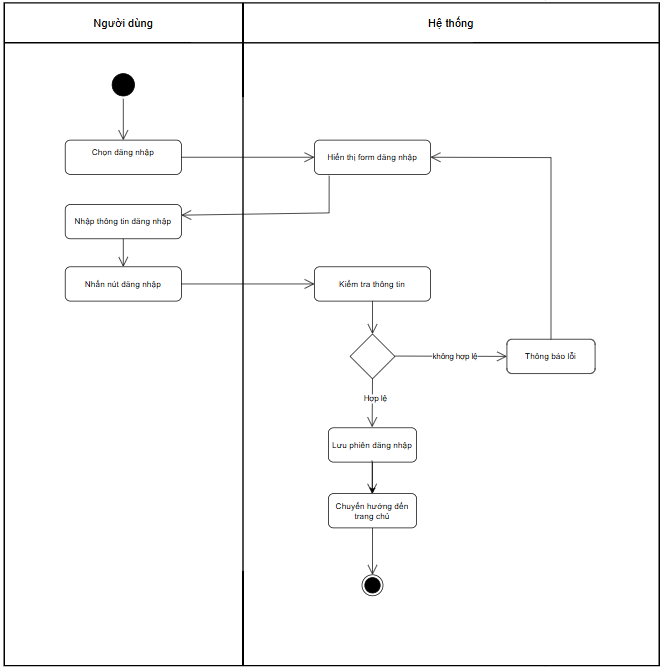 Người dùng
Hệ thống
Chọn đăng nhập
Hiển thị form đăng nhập
Nhập thông tin đăng nhập
Nhấn nút đăng nhập
Kiểm tra thông tin
không hợp lệ
Thông báo lỗi
Hợp lệ
Lưu phiên đăng nhập
Chuyển hướng đến
trang chủ